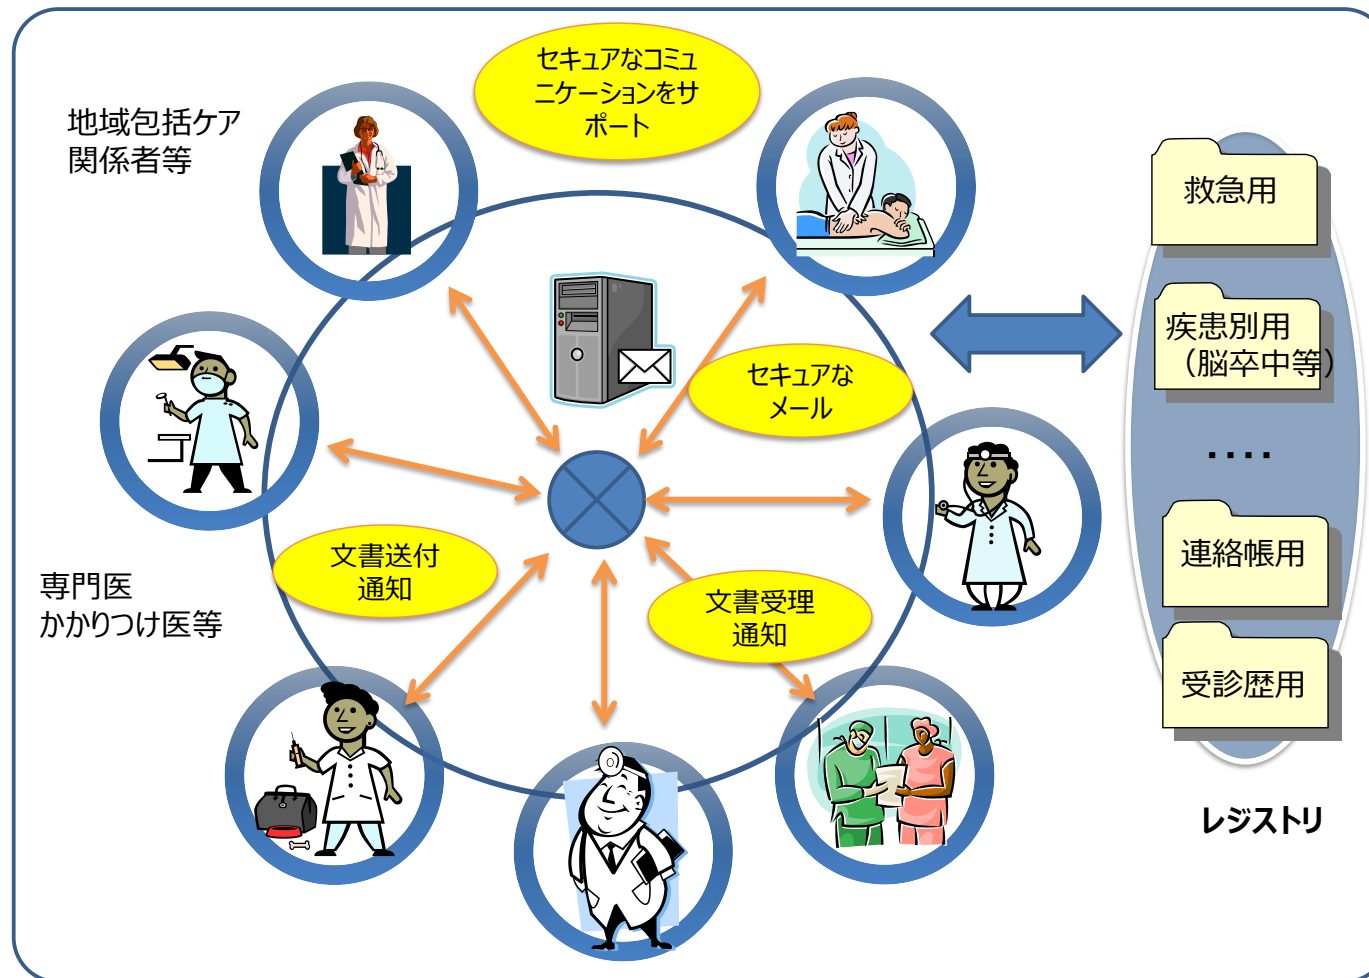 セキュアなコミュ
ニケーションをサ
ポート
地域包括ケア
関係者等
救急用
疾患別用
（脳卒中等）
セキュアな
メール
・・・・
連絡帳用
文書送付
通知
専門医
かかりつけ医等
文書受理
通知
受診歴用
レジストリ